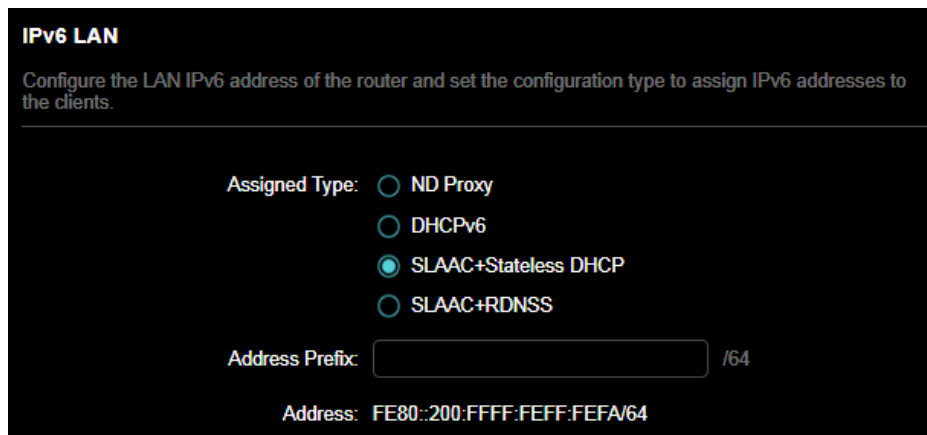 IPv6 LAN
Configure the LAN IPv6 address of the router and set the configuration type to assign IPv6 addresses to
the clients.
Assigned Type: ND Proxy
DHCPv6
SLAAC+Stateless DHCP
SLAAC+RDNSS
Address Prefix: /64
Address: FE80::200:FFFF:FEFF:FEFA/64